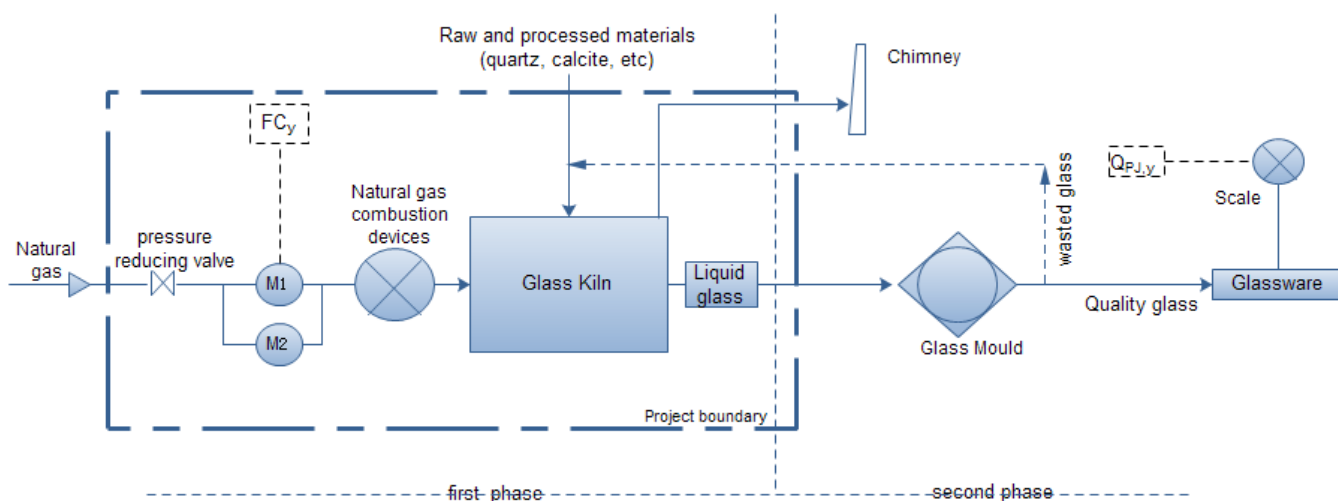 Raw and processed materials
(quartz, calcite, etc)
Chimney
FCy
Natural gas
combustion
devices
wasted glass
QPJ,y
Scale
Natural
gas
pressure
reducing valve
M1
Glass Kiln
Liquid
glass
Glassware
Quality glass
M2
Glass Mould
Project boundary
first phase
second phase